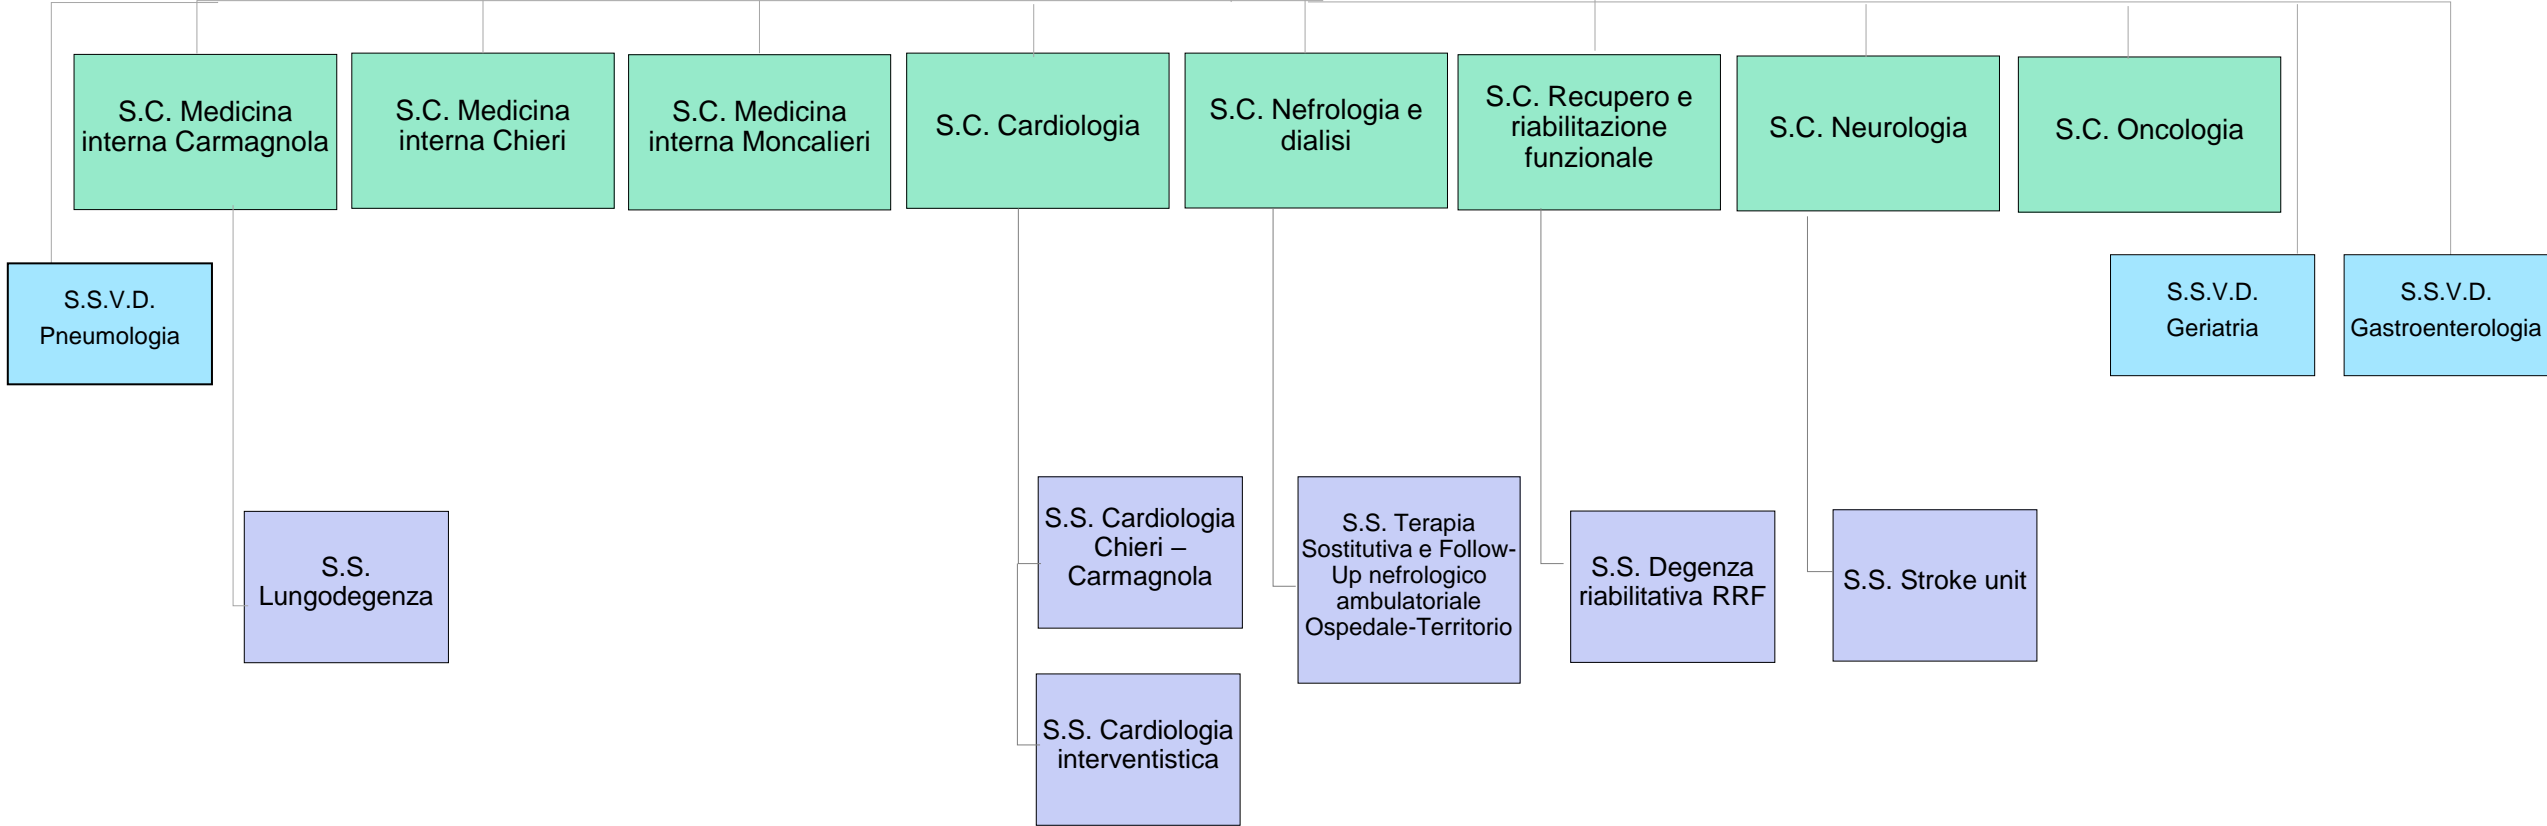 S.C. Medicina
interna Carmagnola
S.C. Medicina
interna Chieri
S.C. Medicina
interna Moncalieri
S.C. Cardiologia
S.C. Nefrologia e
dialisi
S.C. Recupero e
riabilitazione
funzionale
S.C. Neurologia
S.C. Oncologia
S.S.V.D.
Pneumologia
S.S.V.D.
Geriatria
S.S.V.D.
Gastroenterologia
S.S.
Lungodegenza
S.S. Cardiologia
Chieri –
Carmagnola
S.S. Terapia
Sostitutiva e Follow-
Up nefrologico
ambulatoriale
Ospedale-Territorio
S.S. Degenza
riabilitativa RRF
S.S. Stroke unit
S.S. Cardiologia
interventistica